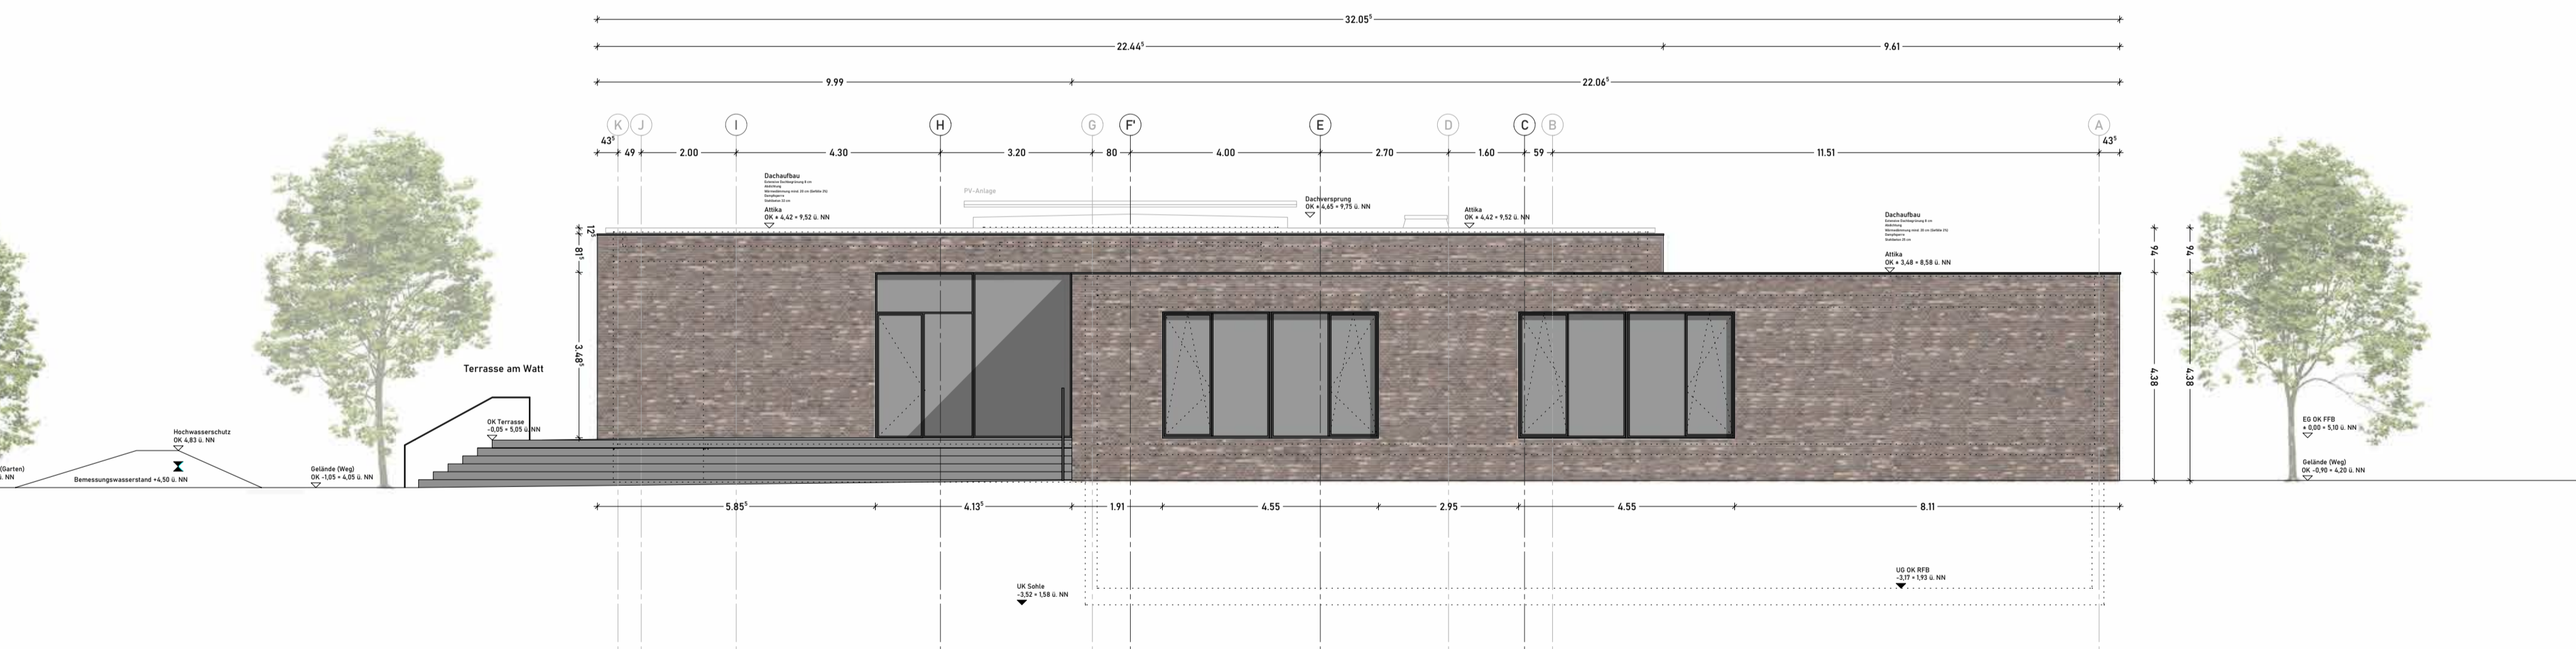 32.05⁵
22.44⁵
9.61
9.99
22.06⁵
K
J
I
H
G
F'
E
D
C
B
A
43⁵
49
2.00
4.30
3.20
80
4.00
2.70
1.60
59
11.51
43⁵
Dachaufbau
Attika
OK + 4,42 = 9,52 ü. NN
PV-Anlage
Dachversprung
OK + 4,65 = 9,75 ü. NN
Attika
OK + 4,42 = 9,52 ü. NN
Dachaufbau
Attika
OK + 3,48 = 8,58 ü. NN
12⁵
81⁵
3.48⁵
94
94
4.38
4.38
Terrasse am Watt
OK Terrasse
-0,05 = 5,05 ü. NN
Hochwasserschutz
OK 4,83 ü. NN
(Garten)
ü. NN
Bemessungswasserstand +4,50 ü. NN
Gelände (Weg)
OK -1,05 = 4,05 ü. NN
EG OK FFB
± 0,00 = 5,10 ü. NN
Gelände (Weg)
OK -0,90 = 4,20 ü. NN
5.85⁵
4.13⁵
1.91
4.55
2.95
4.55
8.11
UK Sohle
-3,52 = 1,58 ü. NN
UG OK RFB
-3,17 = 1,93 ü. NN